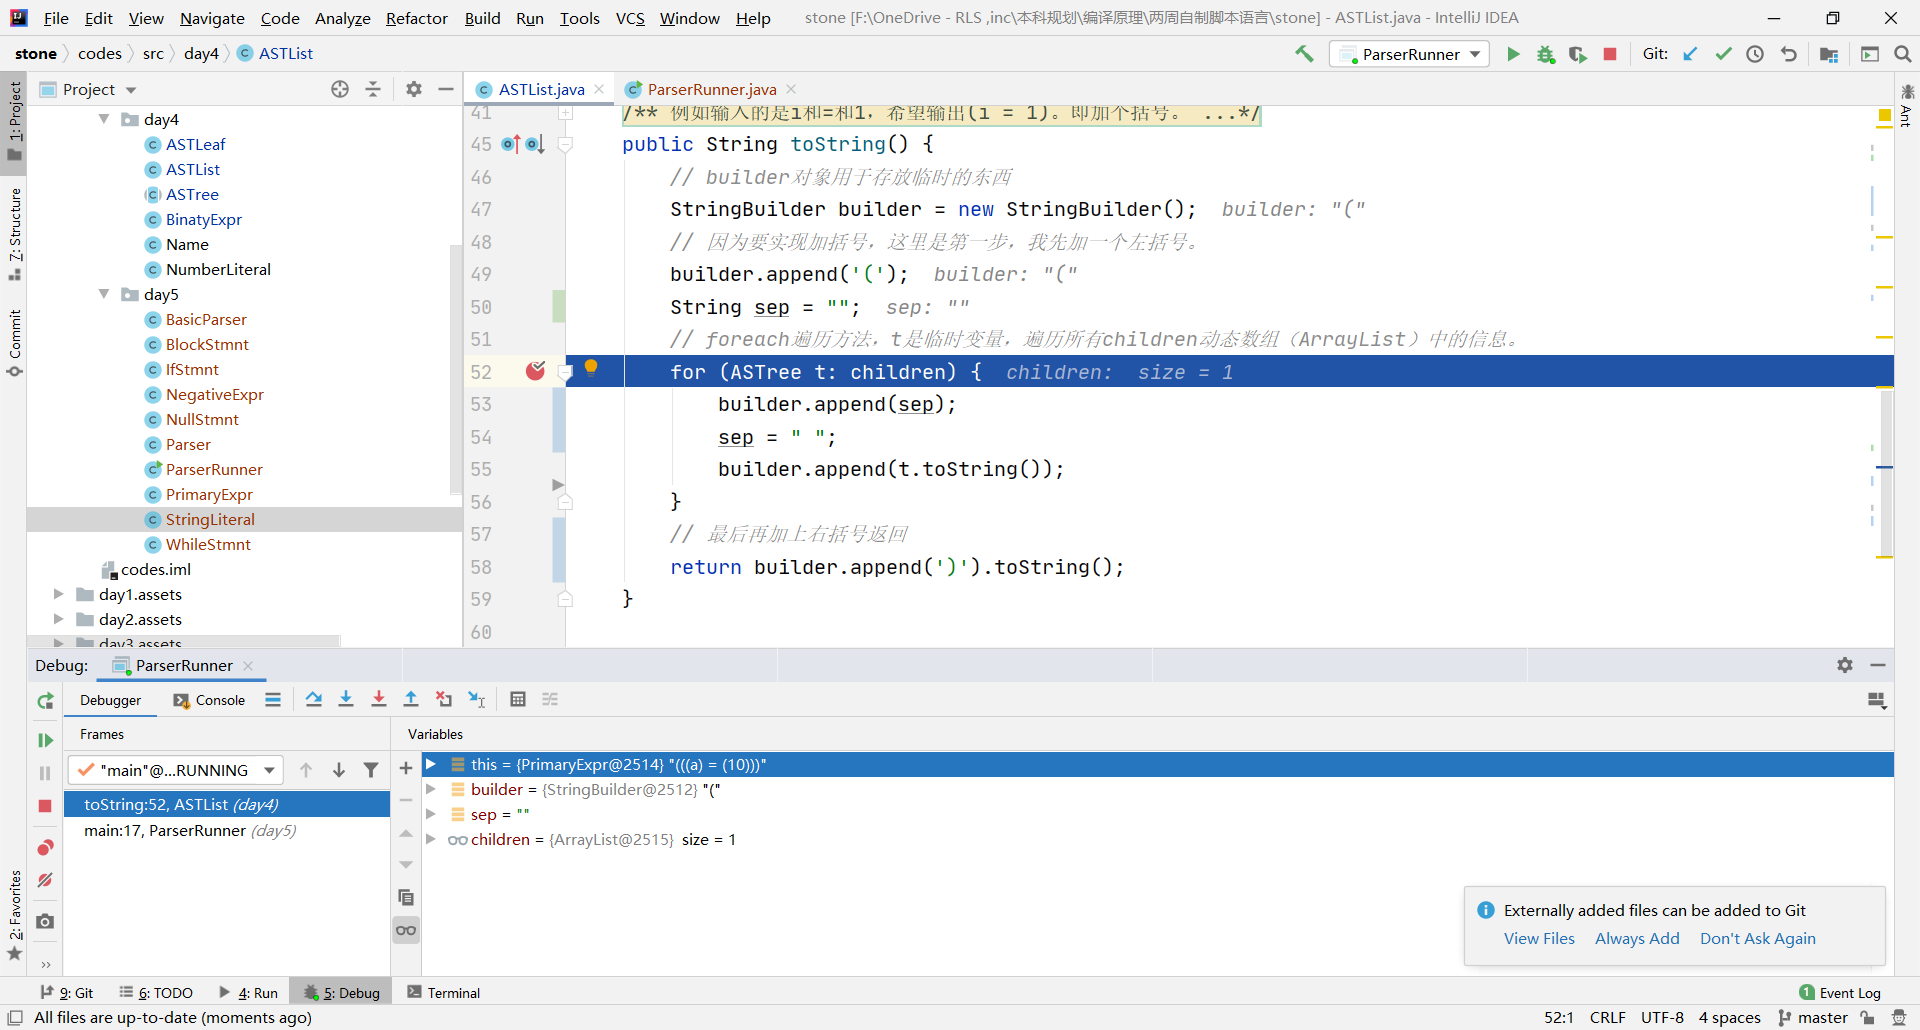 File Edit View Navigate Code Analyze Refactor Build Run Tools VCS Window Help stone [F:\OneDrive - RLS ,inc\本科规划\编译原理\两周自制脚本语言\stone] - ASTList.java - IntelliJ IDEA
stone codes src day4 ASTList ParserRunner Git:
1: Project
7: Structure
Commit
2: Favorites
Project
day4
ASTLeaf
ASTList
ASTree
BinatyExpr
Name
NumberLiteral
day5
BasicParser
BlockStmnt
IfStmnt
NegativeExpr
NullStmnt
Parser
ParserRunner
PrimaryExpr
StringLiteral
WhileStmnt
codes.iml
day1.assets
day2.assets
day3.assets
ASTList.java ParserRunner.java
Ant
41 /** 例如输入的是i和=和1，希望输出(i = 1)。即加个括号。 ...*/
45 public String toString() {
46 // builder对象用于存放临时的东西
47 StringBuilder builder = new StringBuilder(); builder: "("
48 // 因为要实现加括号，这里是第一步，我先加一个左括号。
49 builder.append('('); builder: "("
50 String sep = ""; sep: ""
51 // foreach遍历方法，t是临时变量，遍历所有children动态数组（ArrayList）中的信息。
52 for (ASTree t: children) { children: size = 1
53 builder.append(sep);
54 sep = " ";
55 builder.append(t.toString());
56 }
57 // 最后再加上右括号返回
58 return builder.append(')').toString();
59 }
60
Debug: ParserRunner
Debugger Console
Frames Variables
"main"@...RUNNING
toString:52, ASTList (day4)
main:17, ParserRunner (day5)
this = {PrimaryExpr@2514} "(((a) = (10)))"
builder = {StringBuilder@2512} "("
sep = ""
children = {ArrayList@2515} size = 1
Externally added files can be added to Git
View Files Always Add Don't Ask Again
9: Git 6: TODO 4: Run 5: Debug Terminal 1 Event Log
All files are up-to-date (moments ago) 52:1 CRLF UTF-8 4 spaces master